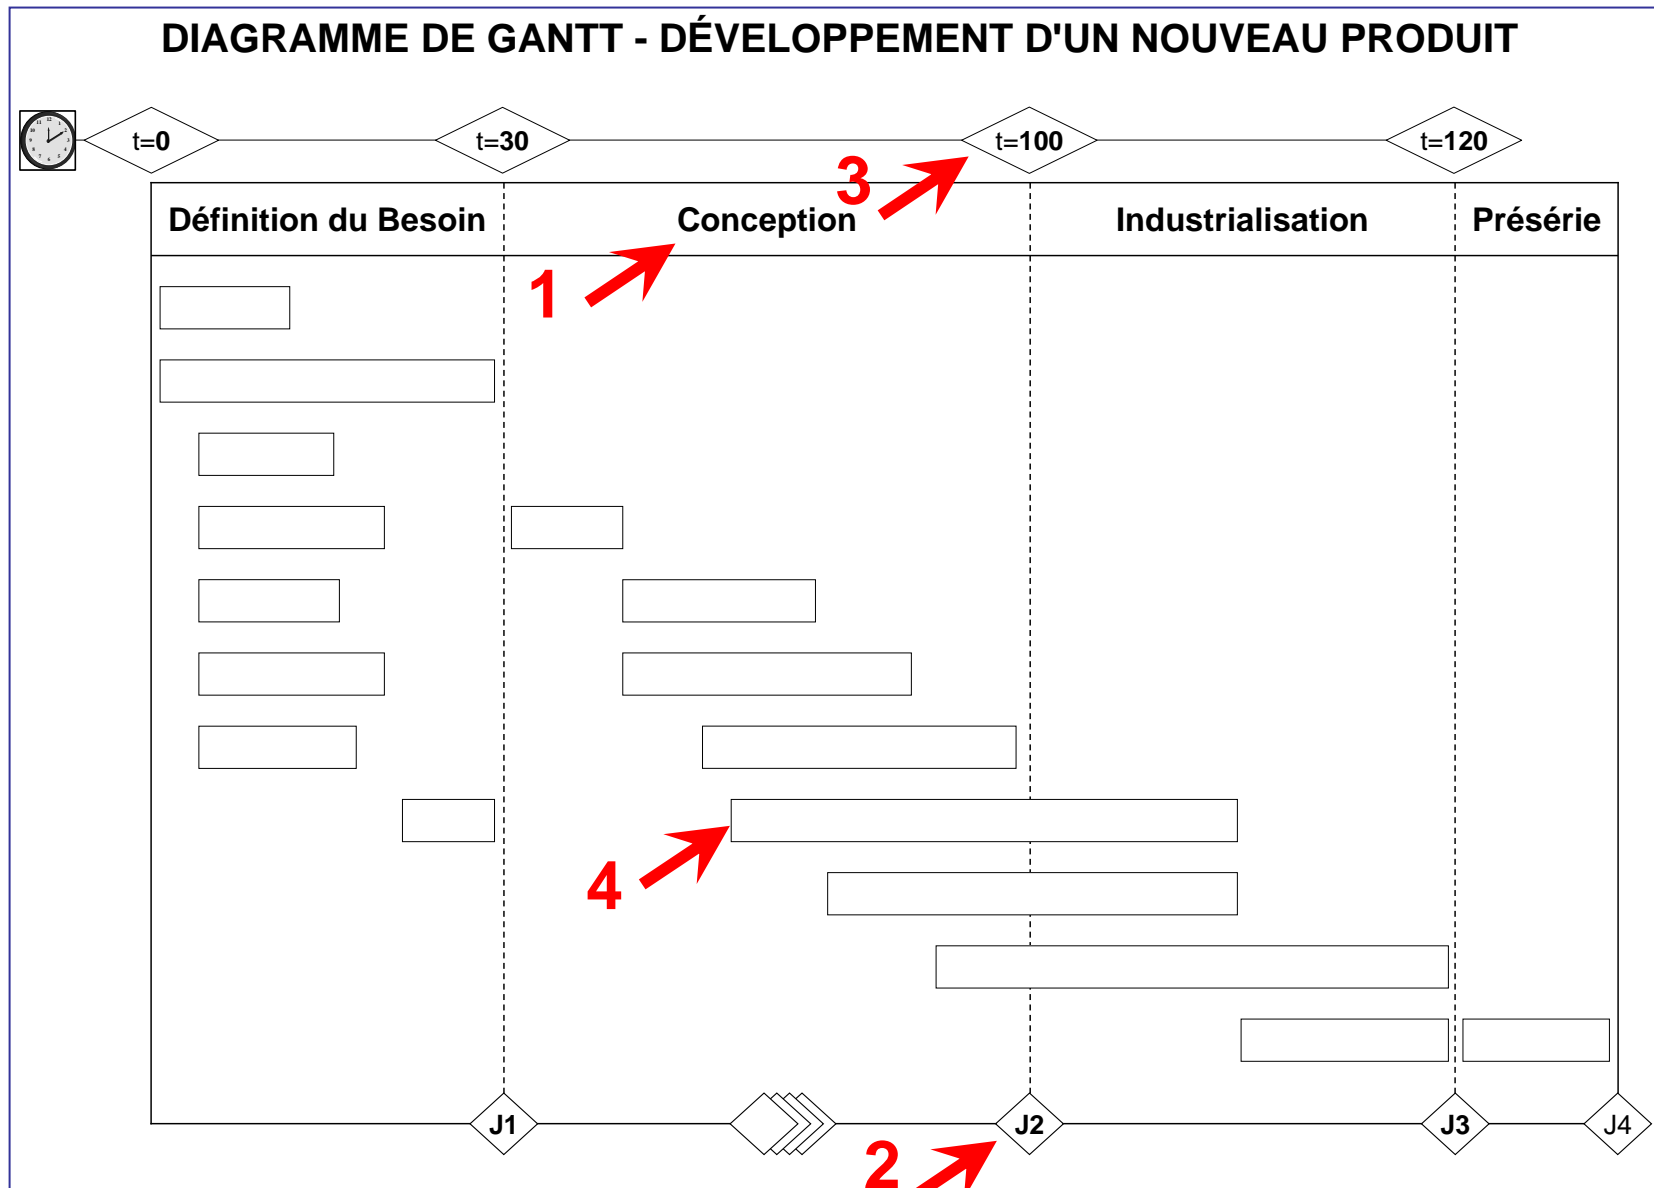 DIAGRAMME DE GANTT - DÉVELOPPEMENT D'UN NOUVEAU PRODUIT
t=0 t=30 t=100 t=120
3
Définition du Besoin Conception Industrialisation Présérie
1
4
J1 J2 J3 J4
2